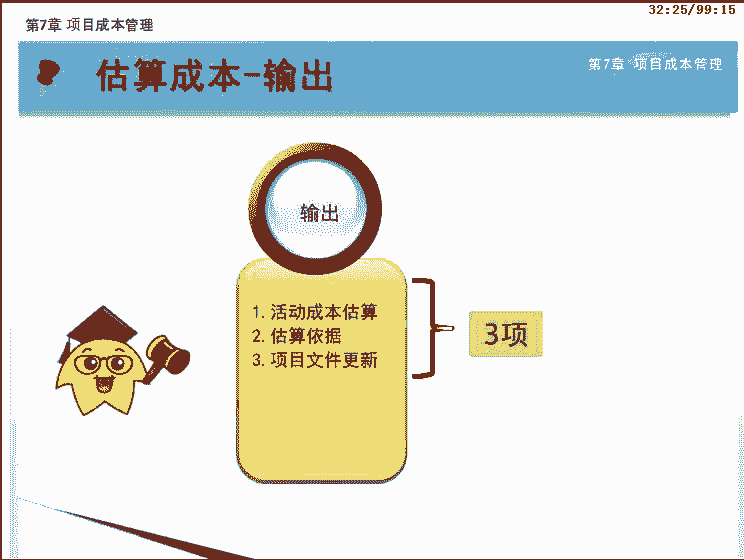 32:25/99:15
第7章 项目成本管理
估算成本-输出
第7章 项目成本管理
输出
1. 活动成本估算
2. 估算依据
3. 项目文件更新
3项